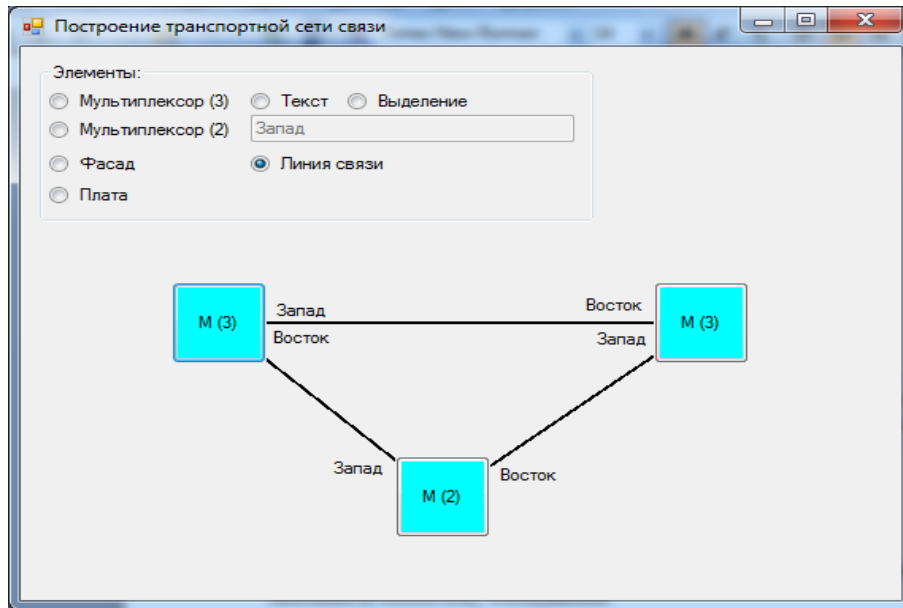 Построение транспортной сети связи
Элементы:
Мультиплексор (3) Текст Выделение
Мультиплексор (2) Запад
Фасад Линия связи
Плата
Запад Восток
М (3) М (3)
Восток Запад
Запад Восток
М (2)